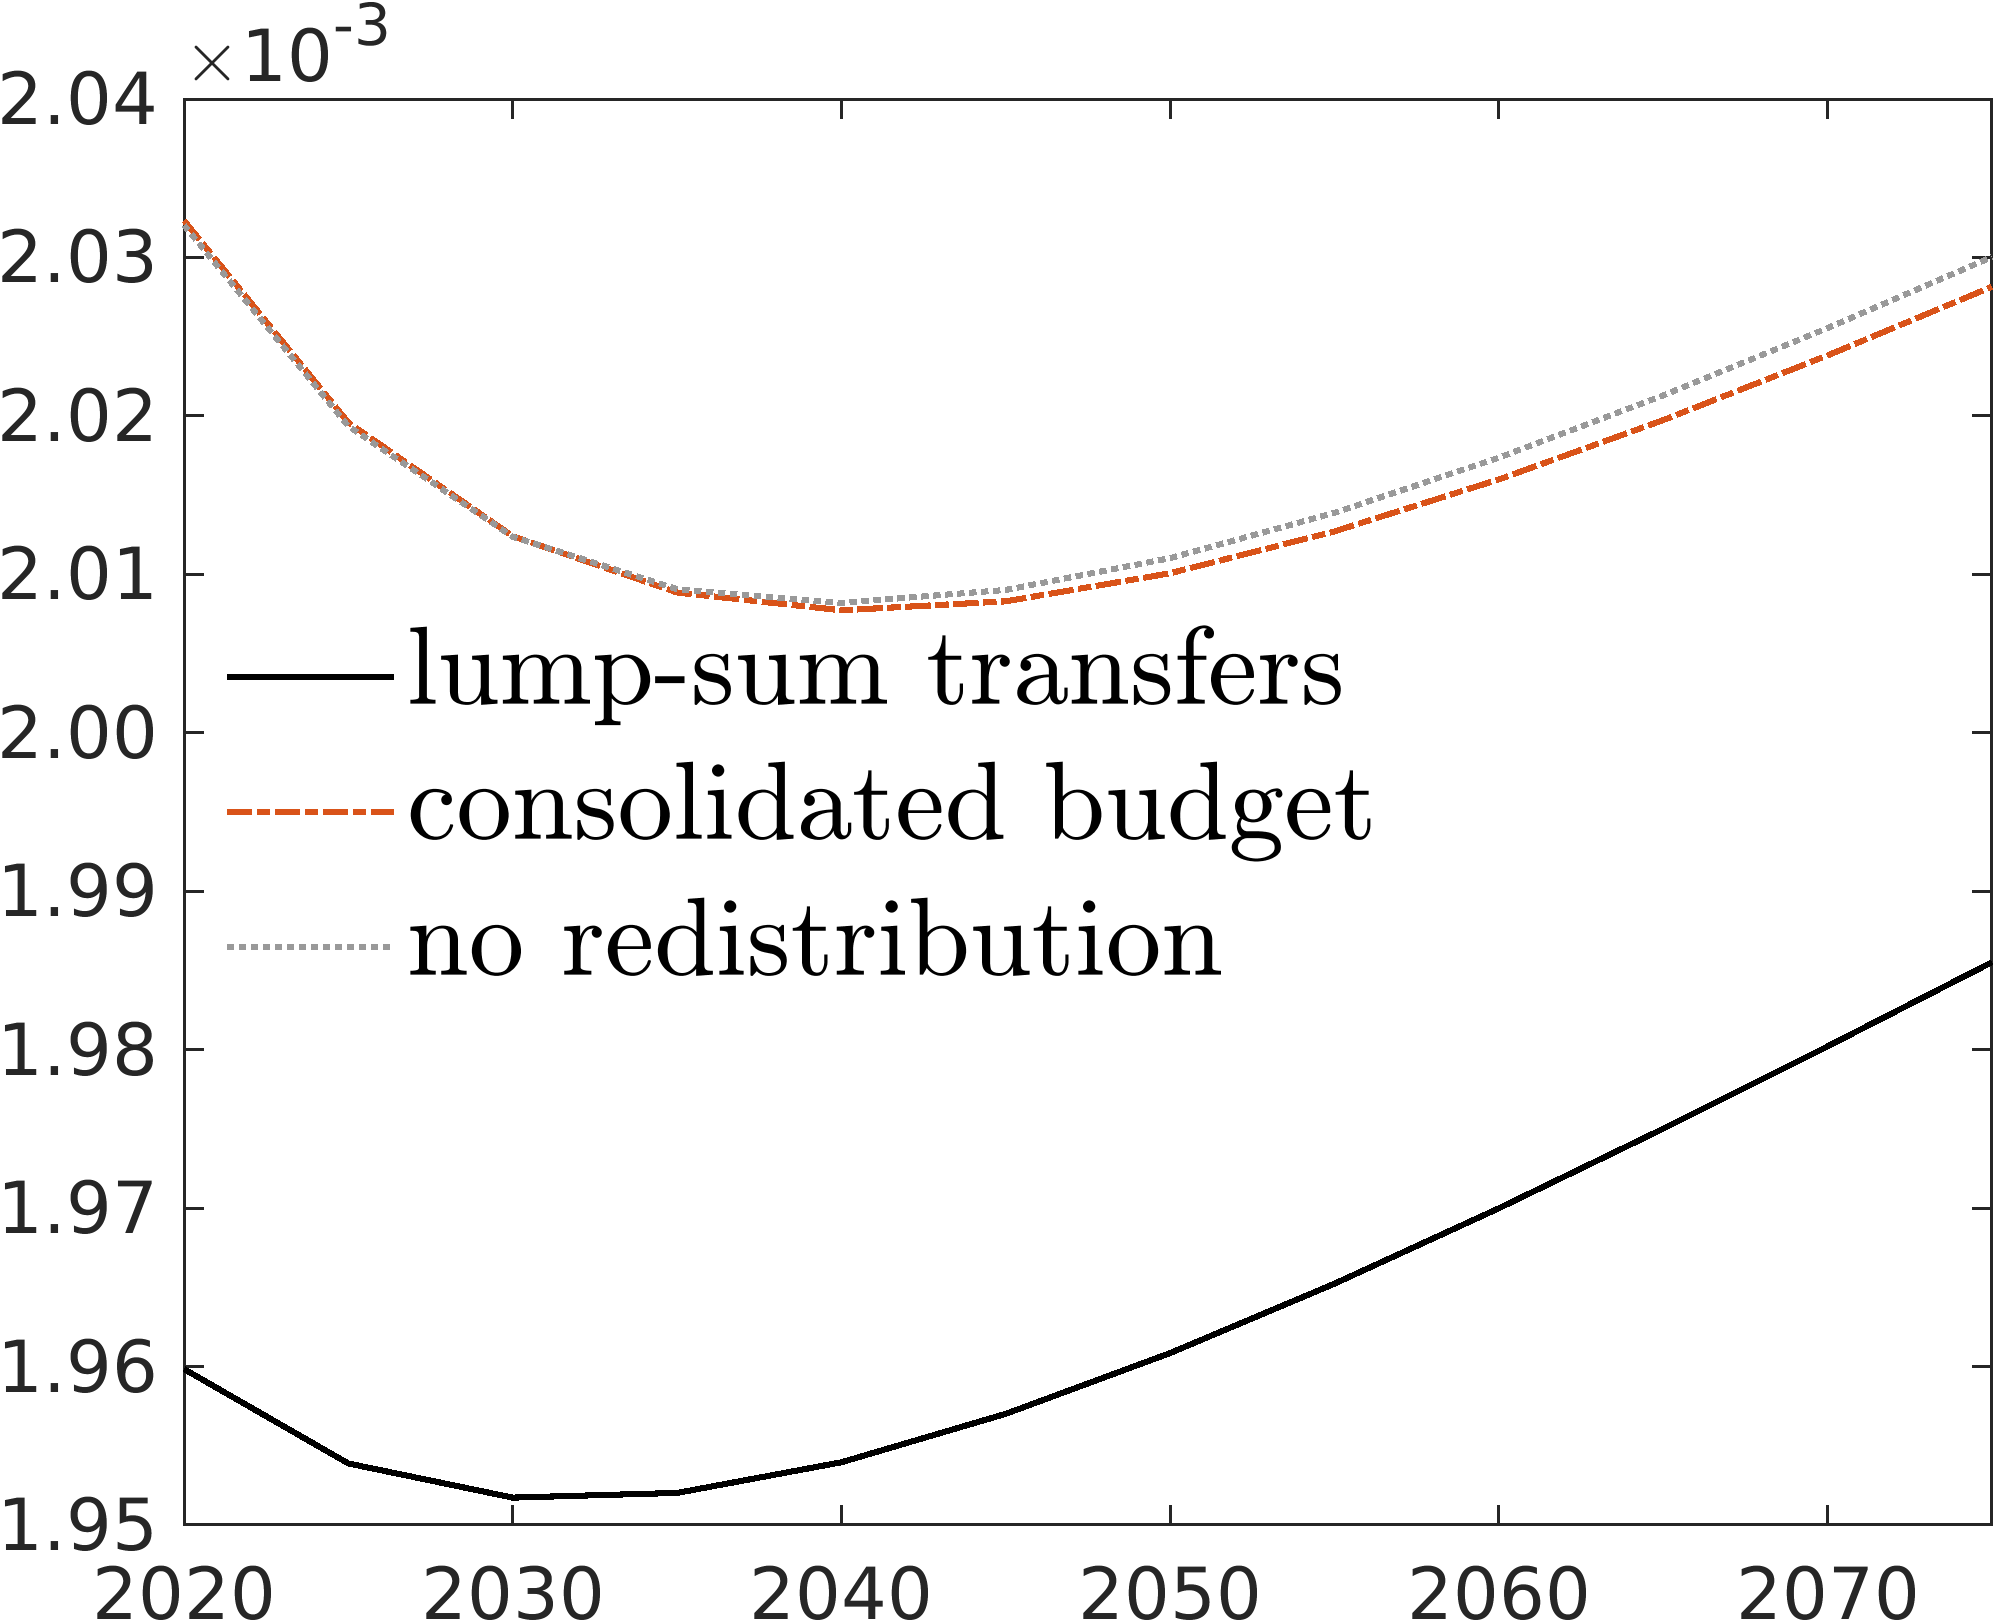 ×10-3
2.04
2.03
2.02
2.01
2.00
1.99
1.98
1.97
1.96
1.95
lump-sum transfers
consolidated budget
no redistribution
2020 2030 2040 2050 2060 2070